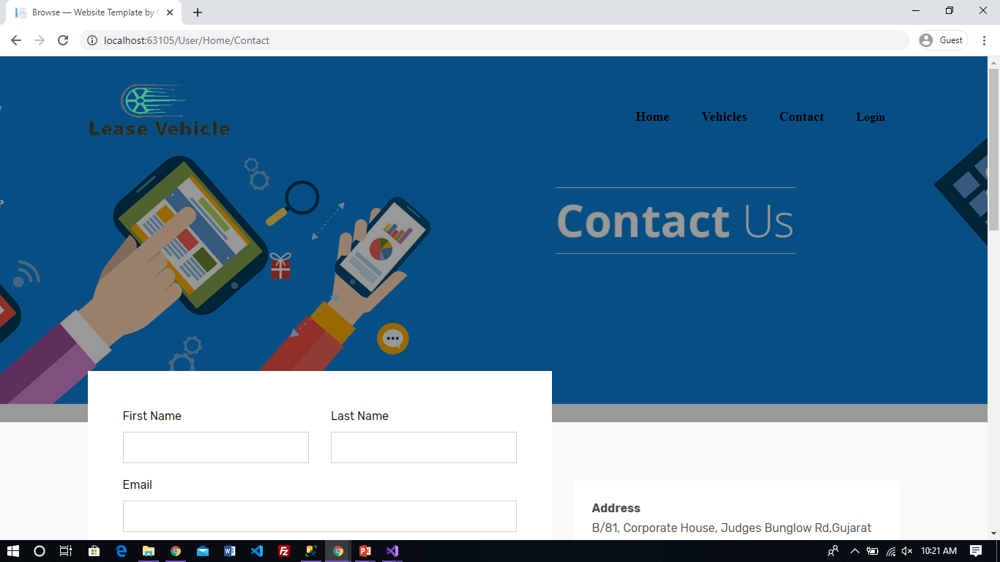 Browse — Website Template by
Guest
localhost:63105/User/Home/Contact
Lease Vehicle
Home
Vehicles
Contact
Login
Contact Us
First Name
Last Name
Email
Address
B/81, Corporate House, Judges Bunglow Rd,Gujarat
10:21 AM